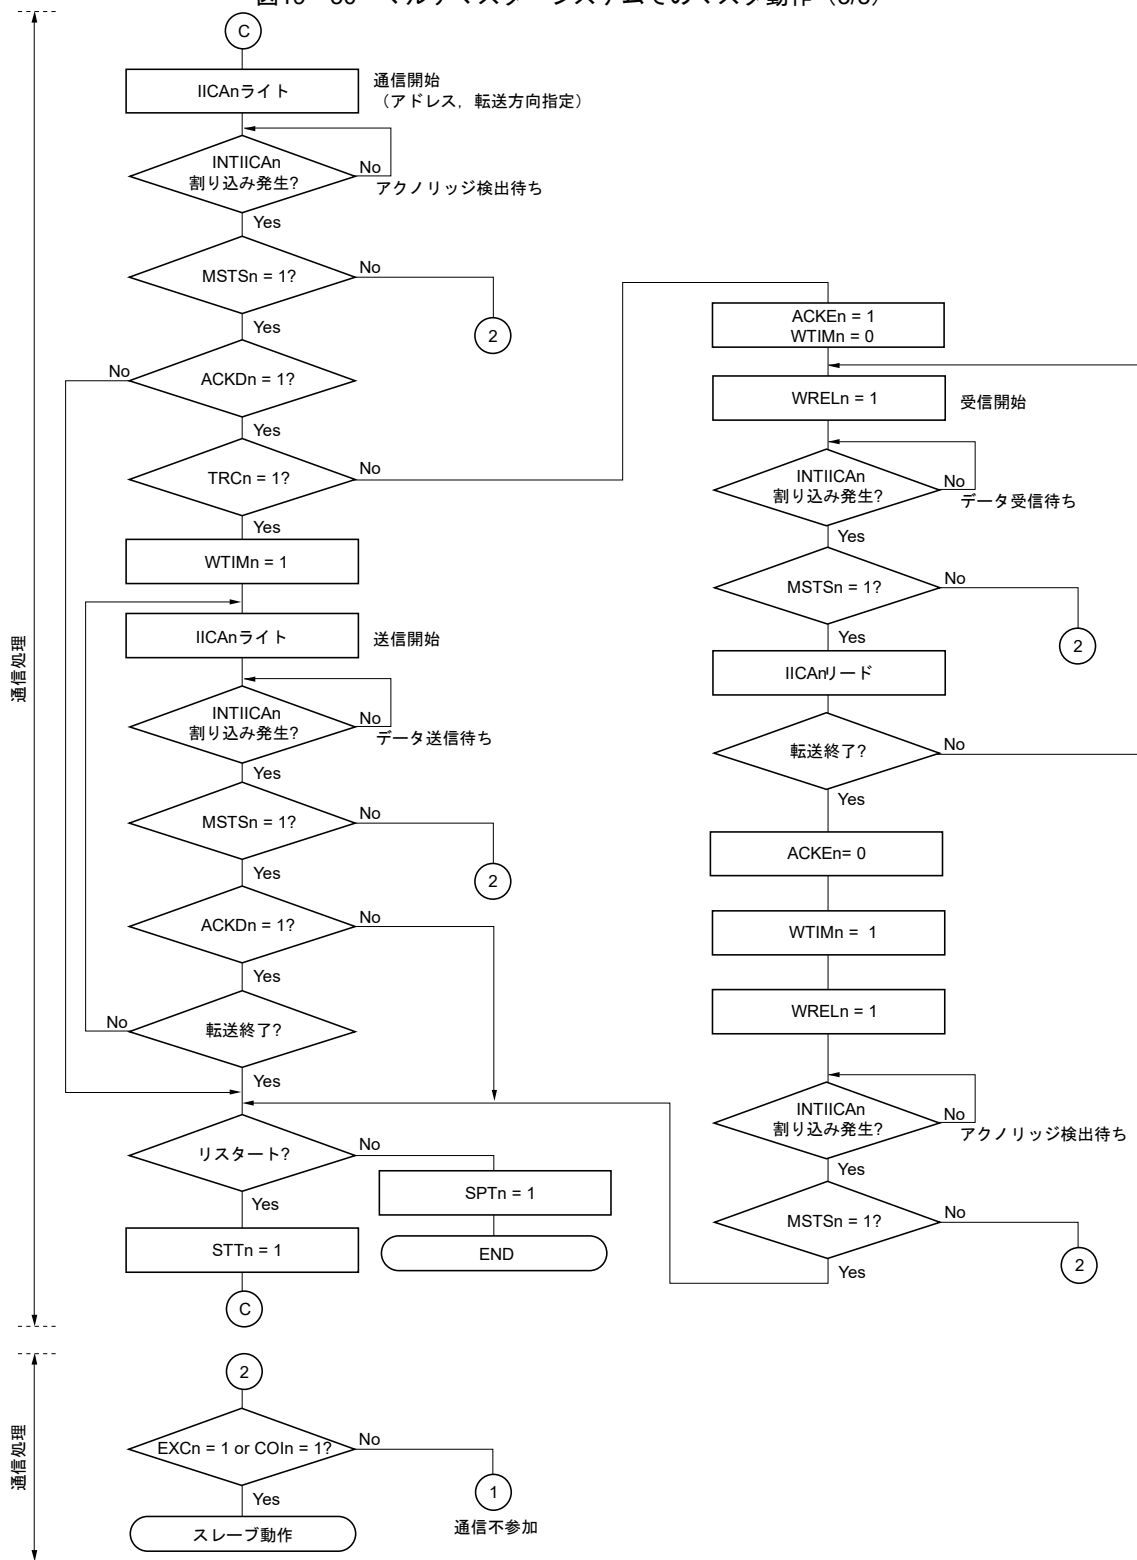 マルチマスタ・システムでのマスタ動作（3/3）
C
IICAnライト
通信開始
（アドレス，転送方向指定）
INTIICAn
割り込み発生?
No
アクノリッジ検出待ち
Yes
MSTSn = 1?
No
2
Yes
ACKDn = 1?
No
Yes
TRCn = 1?
No
Yes
WTIMn = 1
IICAnライト
送信開始
INTIICAn
割り込み発生?
No
データ送信待ち
Yes
MSTSn = 1?
No
2
Yes
ACKDn = 1?
No
Yes
転送終了?
No
Yes
リスタート?
No
Yes
SPTn = 1
END
STTn = 1
C
ACKEn = 1
WTIMn = 0
WRELn = 1
受信開始
INTIICAn
割り込み発生?
No
データ受信待ち
Yes
MSTSn = 1?
No
2
Yes
IICAnリード
転送終了?
No
Yes
ACKEn= 0
WTIMn = 1
WRELn = 1
INTIICAn
割り込み発生?
No
アクノリッジ検出待ち
Yes
MSTSn = 1?
No
2
Yes
通信処理
2
EXCn = 1 or COIn = 1?
No
1
通信不参加
Yes
スレーブ動作
通信処理